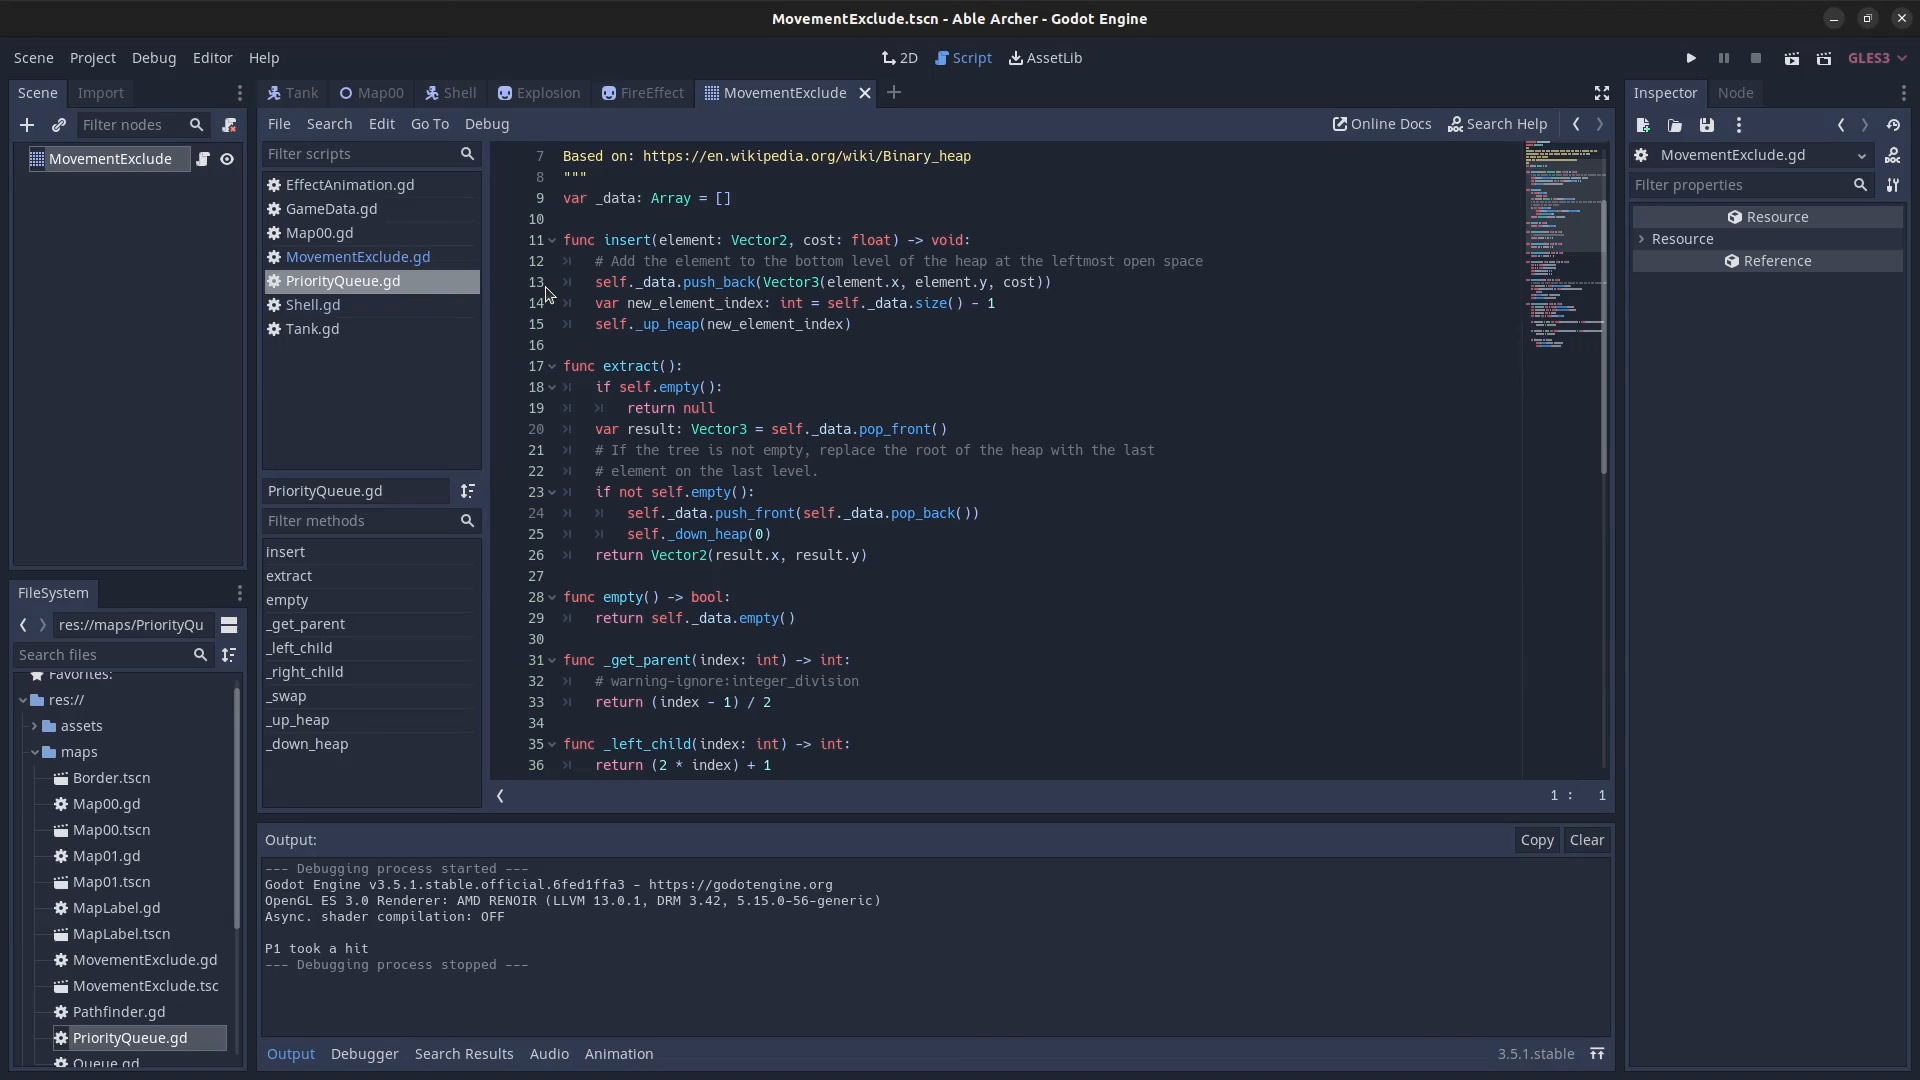 MovementExclude.tscn - Able Archer - Godot Engine
Scene Project Debug Editor Help
2D Script AssetLib
GLES3
Scene Import
Filter nodes
MovementExclude
Tank Map00 Shell Explosion FireEffect MovementExclude
File Search Edit Go To Debug
Online Docs Search Help
Filter scripts
EffectAnimation.gd
GameData.gd
Map00.gd
MovementExclude.gd
PriorityQueue.gd
Shell.gd
Tank.gd
PriorityQueue.gd
Filter methods
insert
extract
empty
_get_parent
_left_child
_right_child
_swap
_up_heap
_down_heap
7 Based on: https://en.wikipedia.org/wiki/Binary_heap
8 """
9 var _data: Array = []
10
11 func insert(element: Vector2, cost: float) -> void:
12 # Add the element to the bottom level of the heap at the leftmost open space
13 self._data.push_back(Vector3(element.x, element.y, cost))
14 var new_element_index: int = self._data.size() - 1
15 self._up_heap(new_element_index)
16
17 func extract():
18 if self.empty():
19 return null
20 var result: Vector3 = self._data.pop_front()
21 # If the tree is not empty, replace the root of the heap with the last
22 # element on the last level.
23 if not self.empty():
24 self._data.push_front(self._data.pop_back())
25 self._down_heap(0)
26 return Vector2(result.x, result.y)
27
28 func empty() -> bool:
29 return self._data.empty()
30
31 func _get_parent(index: int) -> int:
32 # warning-ignore:integer_division
33 return (index - 1) / 2
34
35 func _left_child(index: int) -> int:
36 return (2 * index) + 1
1 : 1
Inspector Node
MovementExclude.gd
Filter properties
Resource
Resource
Reference
FileSystem
res://maps/PriorityQu
Search files
Favorites:
res://
assets
maps
Border.tscn
Map00.gd
Map00.tscn
Map01.gd
Map01.tscn
MapLabel.gd
MapLabel.tscn
MovementExclude.gd
MovementExclude.tsc
Pathfinder.gd
PriorityQueue.gd
Queue.gd
Output:
Copy Clear
--- Debugging process started ---
Godot Engine v3.5.1.stable.official.6fed1ffa3 - https://godotengine.org
OpenGL ES 3.0 Renderer: AMD RENOIR (LLVM 13.0.1, DRM 3.42, 5.15.0-56-generic)
Async. shader compilation: OFF
P1 took a hit
--- Debugging process stopped ---
Output Debugger Search Results Audio Animation
3.5.1.stable